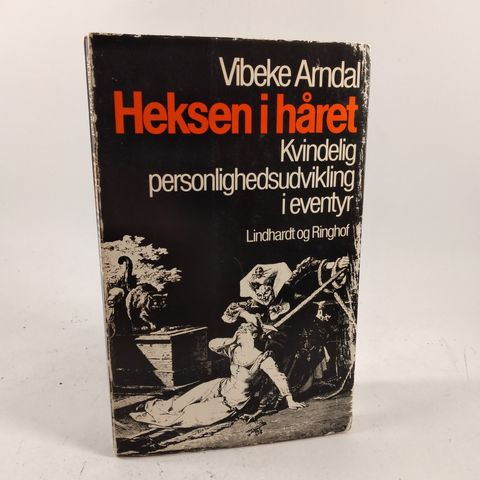 Vibeke Arndal
Heksen i håret
Kvindelig
personlighedsudvikling
i eventyr
Lindhardt og Ringhof